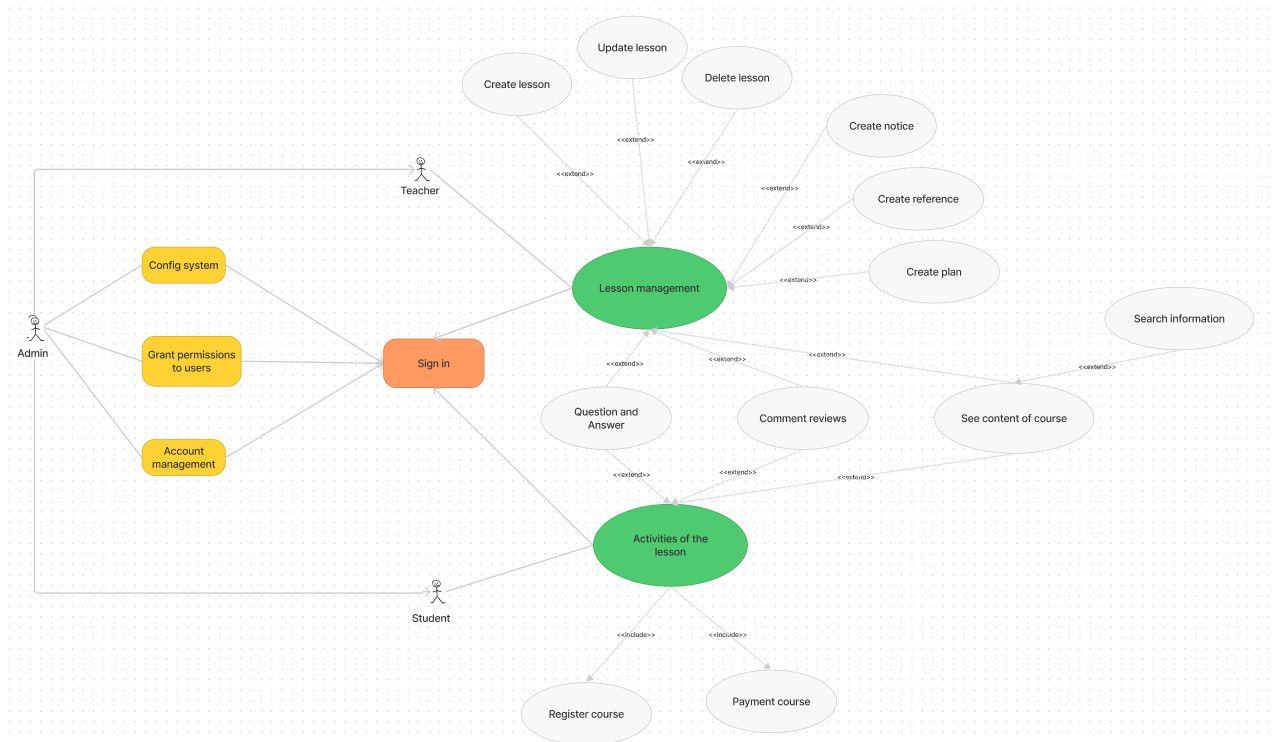 Update lesson
Create lesson
Delete lesson
Create notice
<<extend>>
<<extend>>
<<extend>>
<<extend>>
Teacher
Create reference
<<extend>>
Config system
Create plan
<<extend>>
Lesson management
Search information
Admin
Grant permissions
to users
Sign in
<<extend>>
<<extend>>
<<extend>>
<<extend>>
Question and
Answer
Comment reviews
See content of course
Account
management
<<extend>>
<<extend>>
<<extend>>
Activities of the
lesson
Student
<<include>>
<<include>>
Register course
Payment course